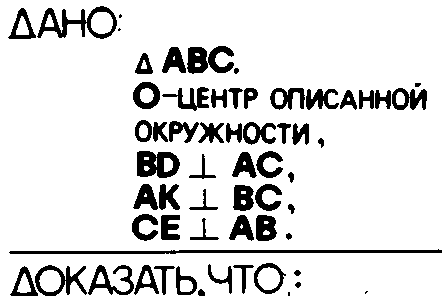 ДАНО:
Δ ABC.
O-ЦЕНТР ОПИСАННОЙ
ОКРУЖНОСТИ,
BD ⊥ AC,
AK ⊥ BC,
CE ⊥ AB.
ДОКАЗАТЬ,ЧТО: